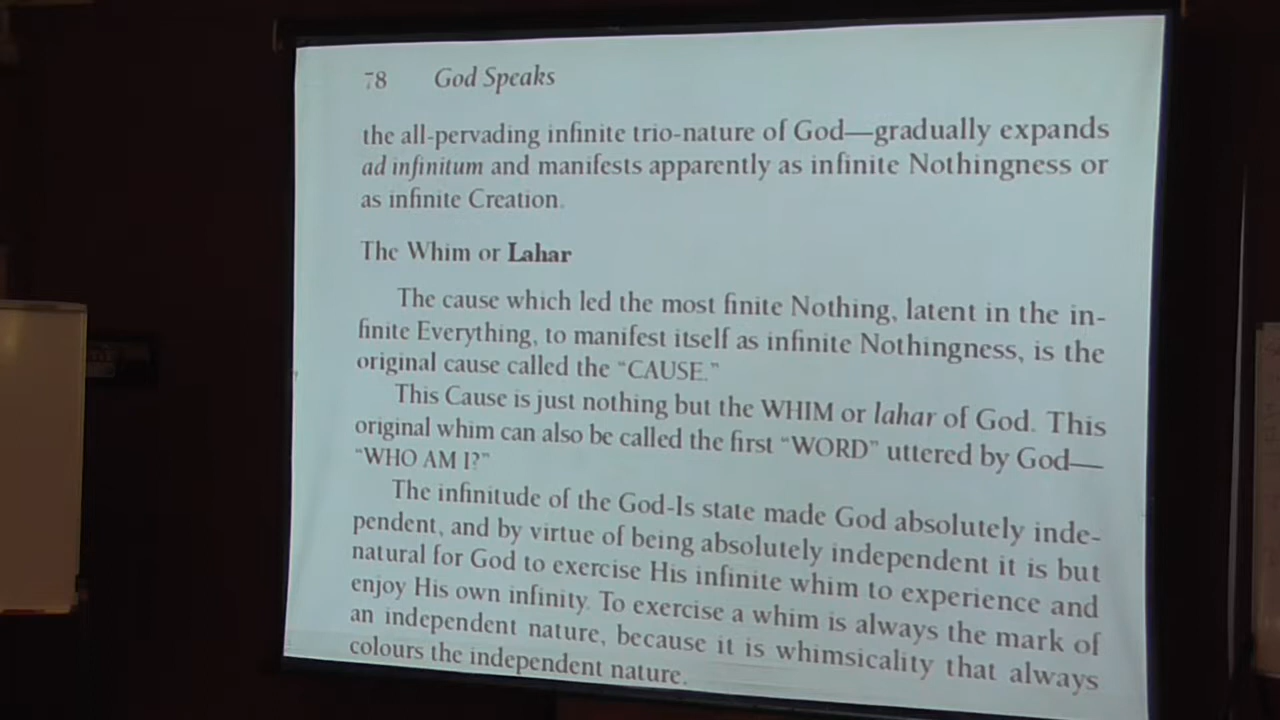 78 God Speaks
the all-pervading infinite trio-nature of God—gradually expands
ad infinitum and manifests apparently as infinite Nothingness or
as infinite Creation.
The Whim or Lahar
The cause which led the most finite Nothing, latent in the in-
finite Everything, to manifest itself as infinite Nothingness, is the
original cause called the “CAUSE.”
This Cause is just nothing but the WHIM or lahar of God. This
original whim can also be called the first “WORD” uttered by God—
“WHO AM I?”
The infinitude of the God-Is state made God absolutely inde-
pendent, and by virtue of being absolutely independent it is but
natural for God to exercise His infinite whim to experience and
enjoy His own infinity. To exercise a whim is always the mark of
an independent nature, because it is whimsicality that always
colours the independent nature.